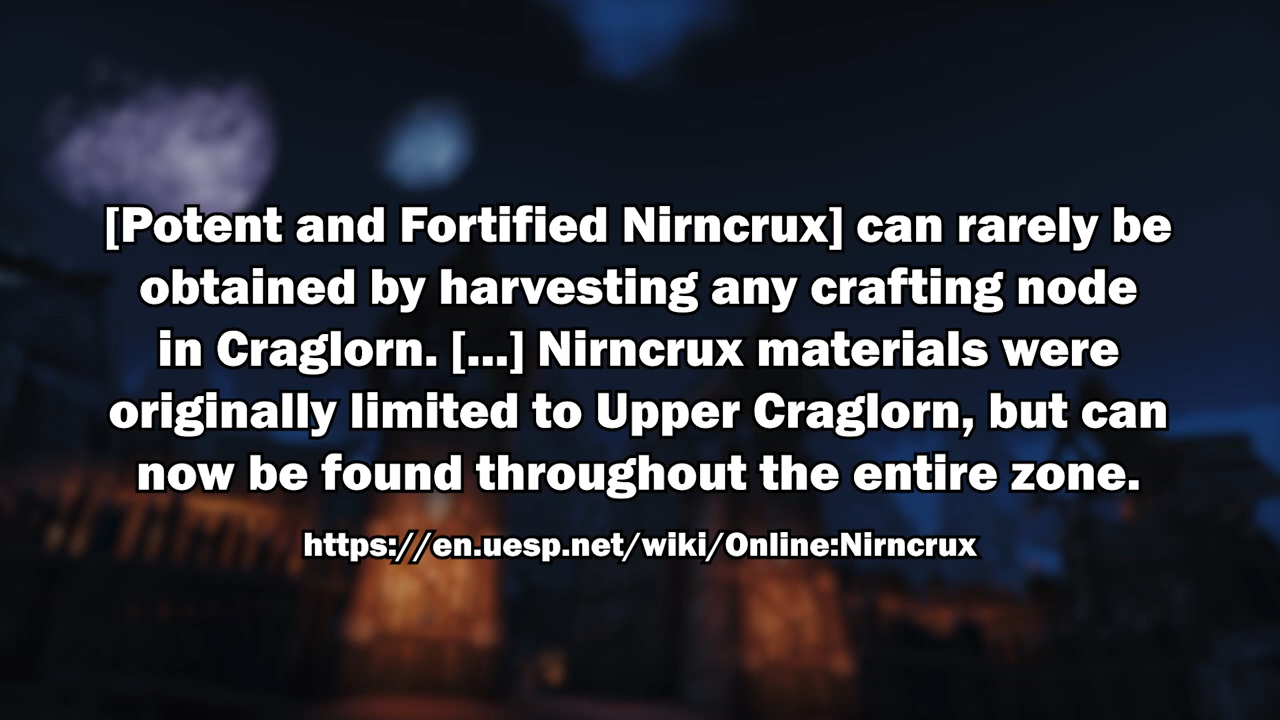 [Potent and Fortified Nirncrux] can rarely be
obtained by harvesting any crafting node
in Craglorn. [...] Nirncrux materials were
originally limited to Upper Craglorn, but can
now be found throughout the entire zone.
https://en.uesp.net/wiki/Online:Nirncrux